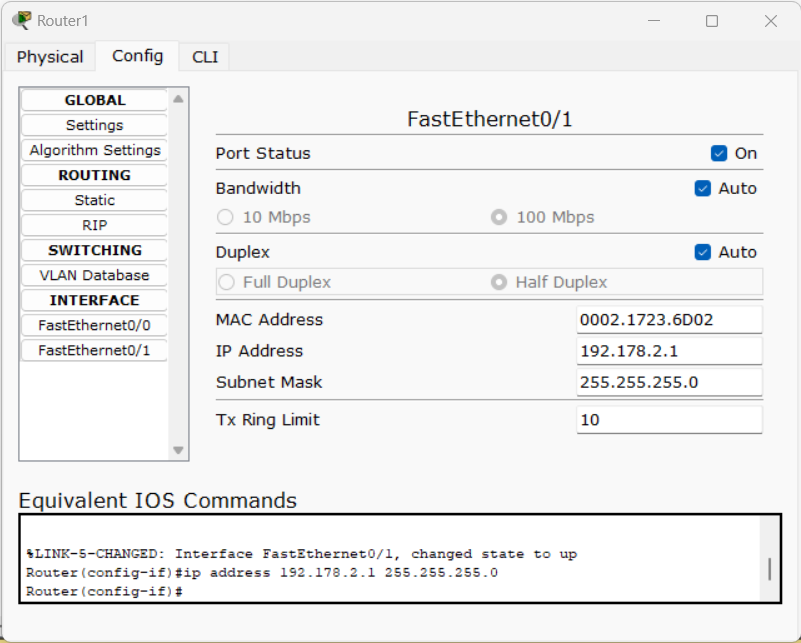 Router1
Physical
Config
CLI
GLOBAL
Settings
Algorithm Settings
ROUTING
Static
RIP
SWITCHING
VLAN Database
INTERFACE
FastEthernet0/0
FastEthernet0/1
FastEthernet0/1
Port Status On
Bandwidth Auto
10 Mbps 100 Mbps
Duplex Auto
Full Duplex Half Duplex
MAC Address 0002.1723.6D02
IP Address 192.178.2.1
Subnet Mask 255.255.255.0
Tx Ring Limit 10
Equivalent IOS Commands
%LINK-5-CHANGED: Interface FastEthernet0/1, changed state to up
Router(config-if)#ip address 192.178.2.1 255.255.255.0
Router(config-if)#